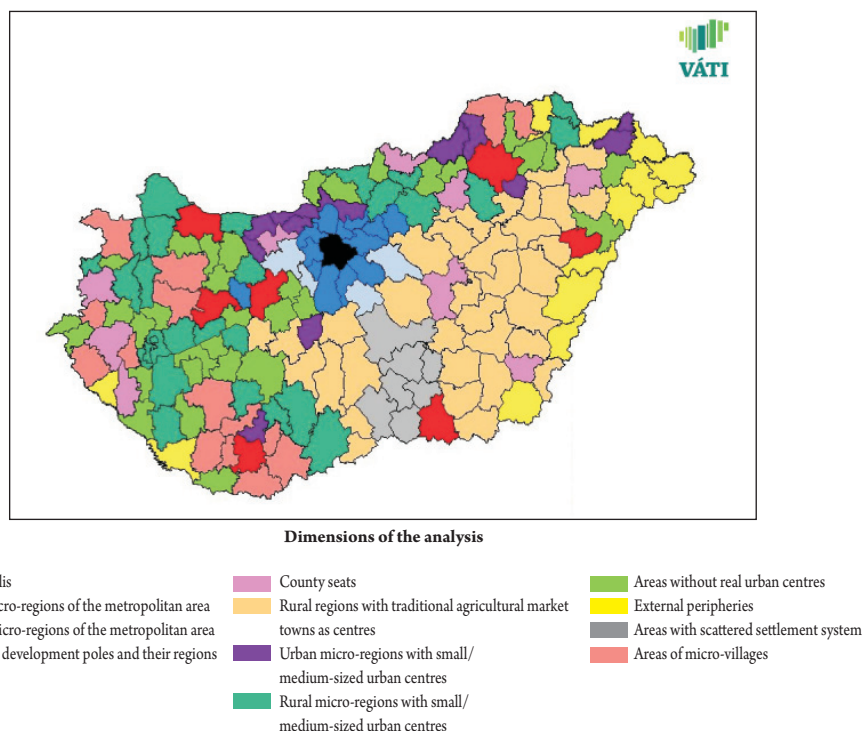 VÁTI
Dimensions of the analysis
lis
cro-regions of the metropolitan area
icro-regions of the metropolitan area
development poles and their regions
County seats
Rural regions with traditional agricultural market
towns as centres
Urban micro-regions with small/
medium-sized urban centres
Rural micro-regions with small/
medium-sized urban centres
Areas without real urban centres
External peripheries
Areas with scattered settlement system
Areas of micro-villages